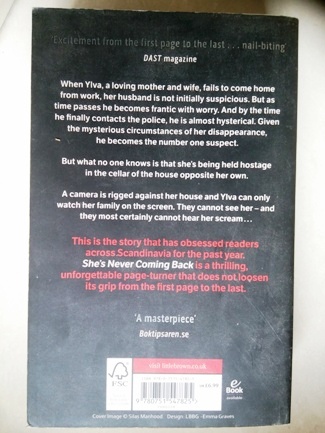 'Excitement from the first page to the last . . . nail-biting'
DAST magazine
When Ylva, a loving mother and wife, fails to come home
from work, her husband is not initially suspicious. But as
time passes he becomes frantic with worry. And by the time
he finally contacts the police, he is almost hysterical. Given
the mysterious circumstances of her disappearance,
he becomes the number one suspect.
But what no one knows is that she's being held hostage
in the cellar of the house opposite her own.
A camera is rigged against her house and Ylva can only
watch her family on the screen. They cannot see her – and
they most certainly cannot hear her scream . . .
This is the story that has obsessed readers
across Scandinavia for the past year.
She's Never Coming Back is a thrilling,
unforgettable page-turner that does not loosen
its grip from the first page to the last.
'A masterpiece'
Boktipsaren.se
visit littlebrown.co.uk
FSC
eBook
available
Cover image © Silas Manhood Design: LBBG - Emma Graves